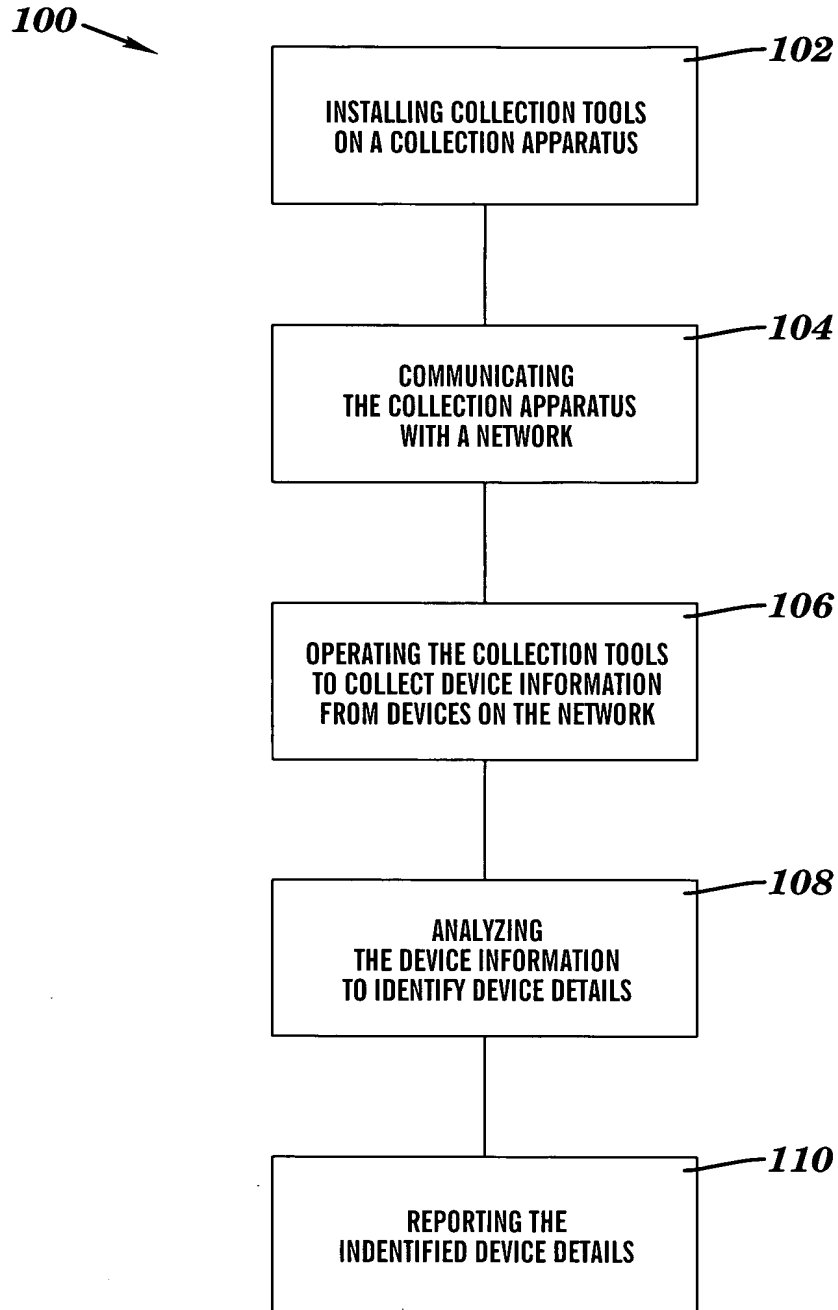 100
102
INSTALLING COLLECTION TOOLS
ON A COLLECTION APPARATUS
104
COMMUNICATING
THE COLLECTION APPARATUS
WITH A NETWORK
106
OPERATING THE COLLECTION TOOLS
TO COLLECT DEVICE INFORMATION
FROM DEVICES ON THE NETWORK
108
ANALYZING
THE DEVICE INFORMATION
TO IDENTIFY DEVICE DETAILS
110
REPORTING THE
INDENTIFIED DEVICE DETAILS